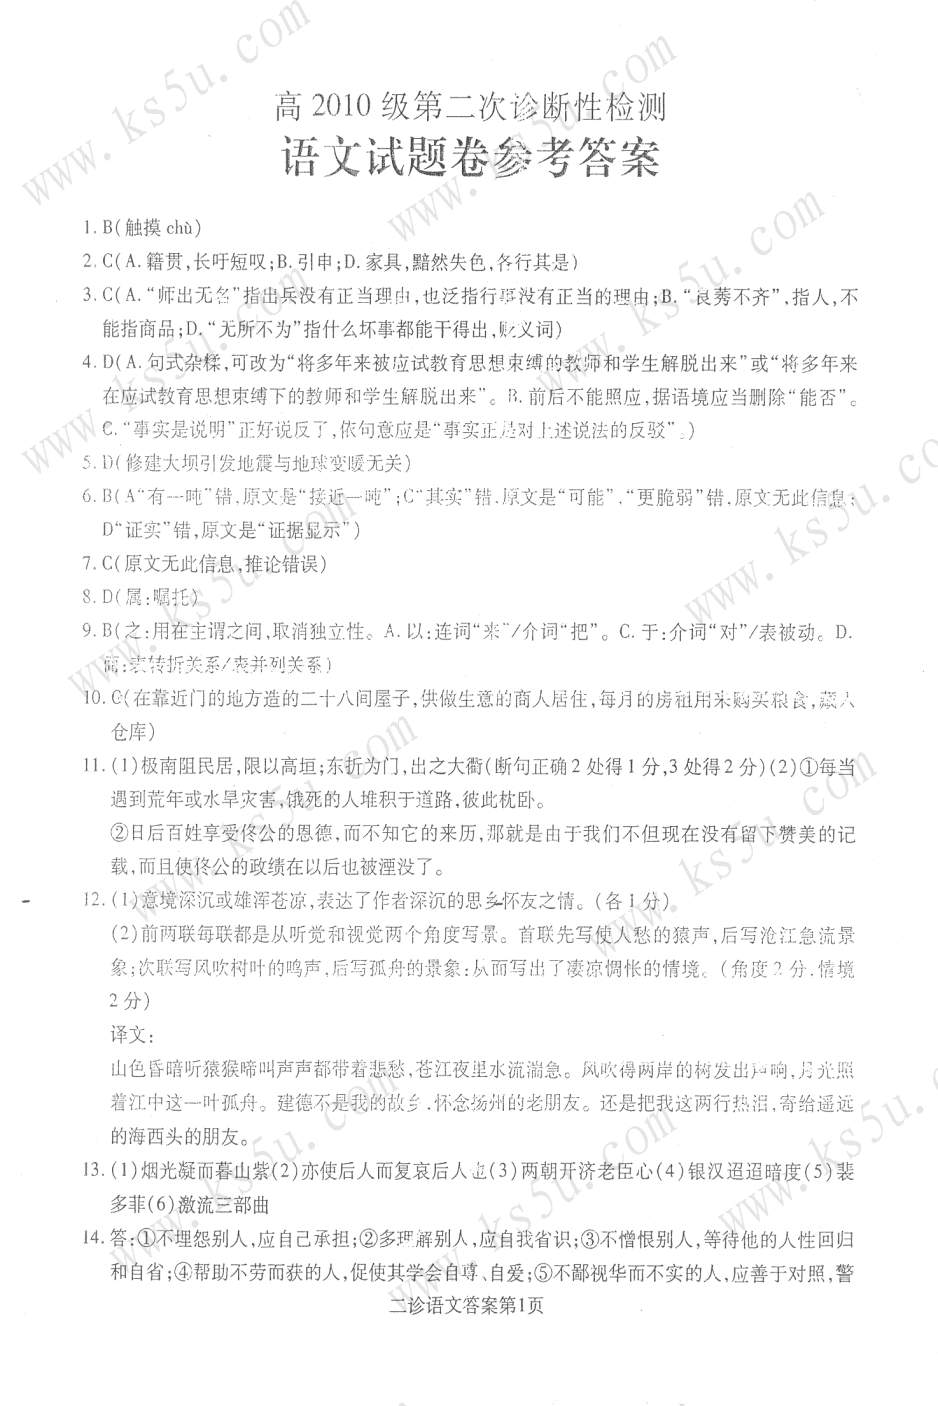 高 2010 级第二次诊断性检测
语文试题卷参考答案
1. B(触摸 chù)
2. C(A. 籍贯,长吁短叹;B. 引申;D. 家具,黯然失色,各行其是)
3. C(A. “师出无名”指出兵没有正当理由,也泛指行事没有正当的理由;B. “良莠不齐”,指人,不
能指商品;D. “无所不为”指什么坏事都能干得出,贬义词)
4. D(A. 句式杂糅,可改为“将多年来被应试教育思想束缚的教师和学生解脱出来”或“将多年来
在应试教育思想束缚下的教师和学生解脱出来”。B. 前后不能照应,据语境应当删除“能否”。
C. “事实是说明”正好说反了,依句意应是“事实正是对上述说法的反驳”。)
5. D(修建大坝引发地震与地球变暖无关)
6. B(A“有一吨”错,原文是“接近一吨”;C“其实”错,原文是“可能”,“更脆弱”错,原文无此信息;
D“证实”错,原文是“证据显示”)
7. C(原文无此信息,推论错误)
8. D(属:嘱托)
9. B(之:用在主谓之间,取消独立性。A. 以:连词“来”/介词“把”。C. 于:介词“对”/表被动。D.
而:表转折关系/表并列关系)
10. C(在靠近门的地方造的二十八间屋子,供做生意的商人居住,每月的房租用来购买粮食,藏入
仓库)
11. (1)极南阻民居,限以高垣;东折为门,出之大衢(断句正确 2 处得 1 分,3 处得 2 分)(2)①每当
遇到荒年或水旱灾害,饿死的人堆积于道路,彼此枕卧。
②日后百姓享受佟公的恩德,而不知它的来历,那就是由于我们不但现在没有留下赞美的记
载,而且使佟公的政绩在以后也被湮没了。
12. (1)意境深沉或雄浑苍凉,表达了作者深沉的思乡怀友之情。(各 1 分)
(2)前两联每联都是从听觉和视觉两个角度写景。首联先写使人愁的猿声,后写沧江急流景
象;次联写风吹树叶的鸣声,后写孤舟的景象;从而写出了凄凉惆怅的情境。(角度 2 分,情境
2 分)
译文:
山色昏暗听猿猴啼叫声声都带着悲愁,苍江夜里水流湍急。风吹得两岸的树发出声响,月光照
着江中这一叶孤舟。建德不是我的故乡,怀念扬州的老朋友。还是把我这两行热泪,寄给遥远
的海西头的朋友。
13. (1)烟光凝而暮山紫(2)亦使后人而复哀后人也(3)两朝开济老臣心(4)银汉迢迢暗度(5)裴
多菲(6)激流三部曲
14. 答:①不埋怨别人,应自己承担;②多理解别人,应自我省识;③不憎恨别人,等待他的人性回归
和自省;④帮助不劳而获的人,促使其学会自尊、自爱;⑤不鄙视华而不实的人,应善于对照,警
二诊语文答案第1页
www.ks5u.com
www.ks5u.com
www.ks5u.com
www.ks5u.com
www.ks5u.com
www.ks5u.com
www.ks5u.com
www.ks5u.com
www.ks5u.com
www.ks5u.com
www.ks5u.com